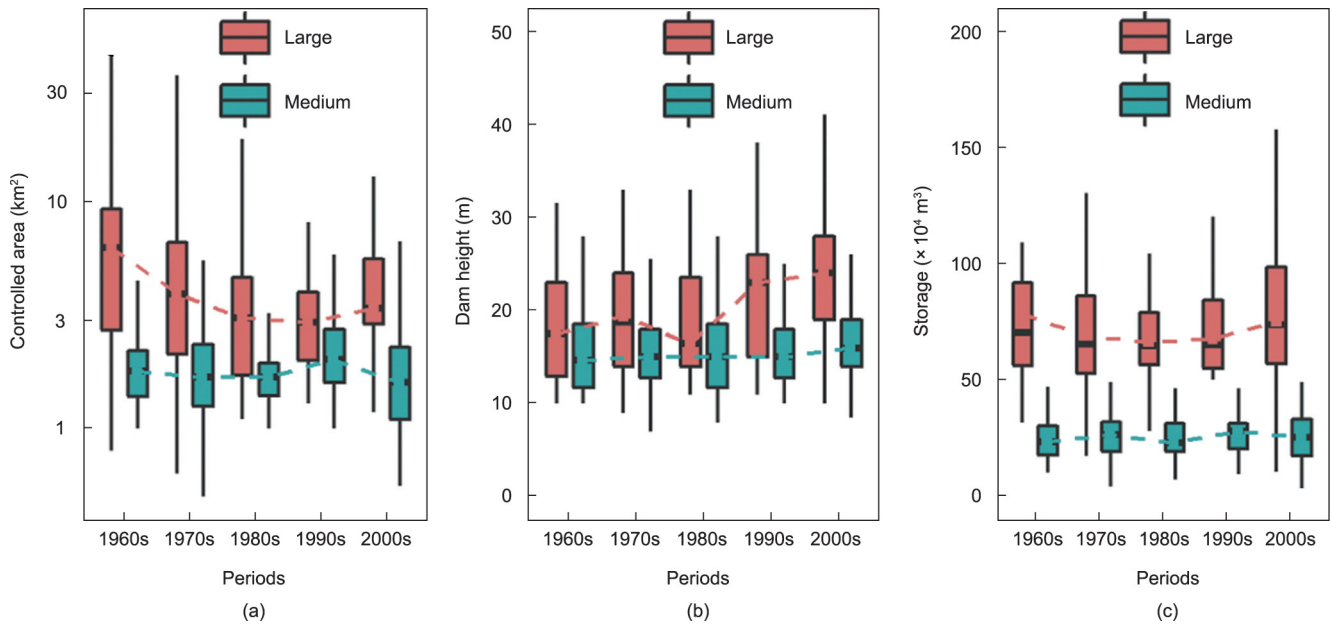 Large
Medium
Controlled area (km²)
30
10
3
1
1960s 1970s 1980s 1990s 2000s
Periods
(a)
Large
Medium
Dam height (m)
50
40
30
20
10
0
1960s 1970s 1980s 1990s 2000s
Periods
(b)
Large
Medium
Storage (× 10⁴ m³)
200
150
100
50
0
1960s 1970s 1980s 1990s 2000s
Periods
(c)